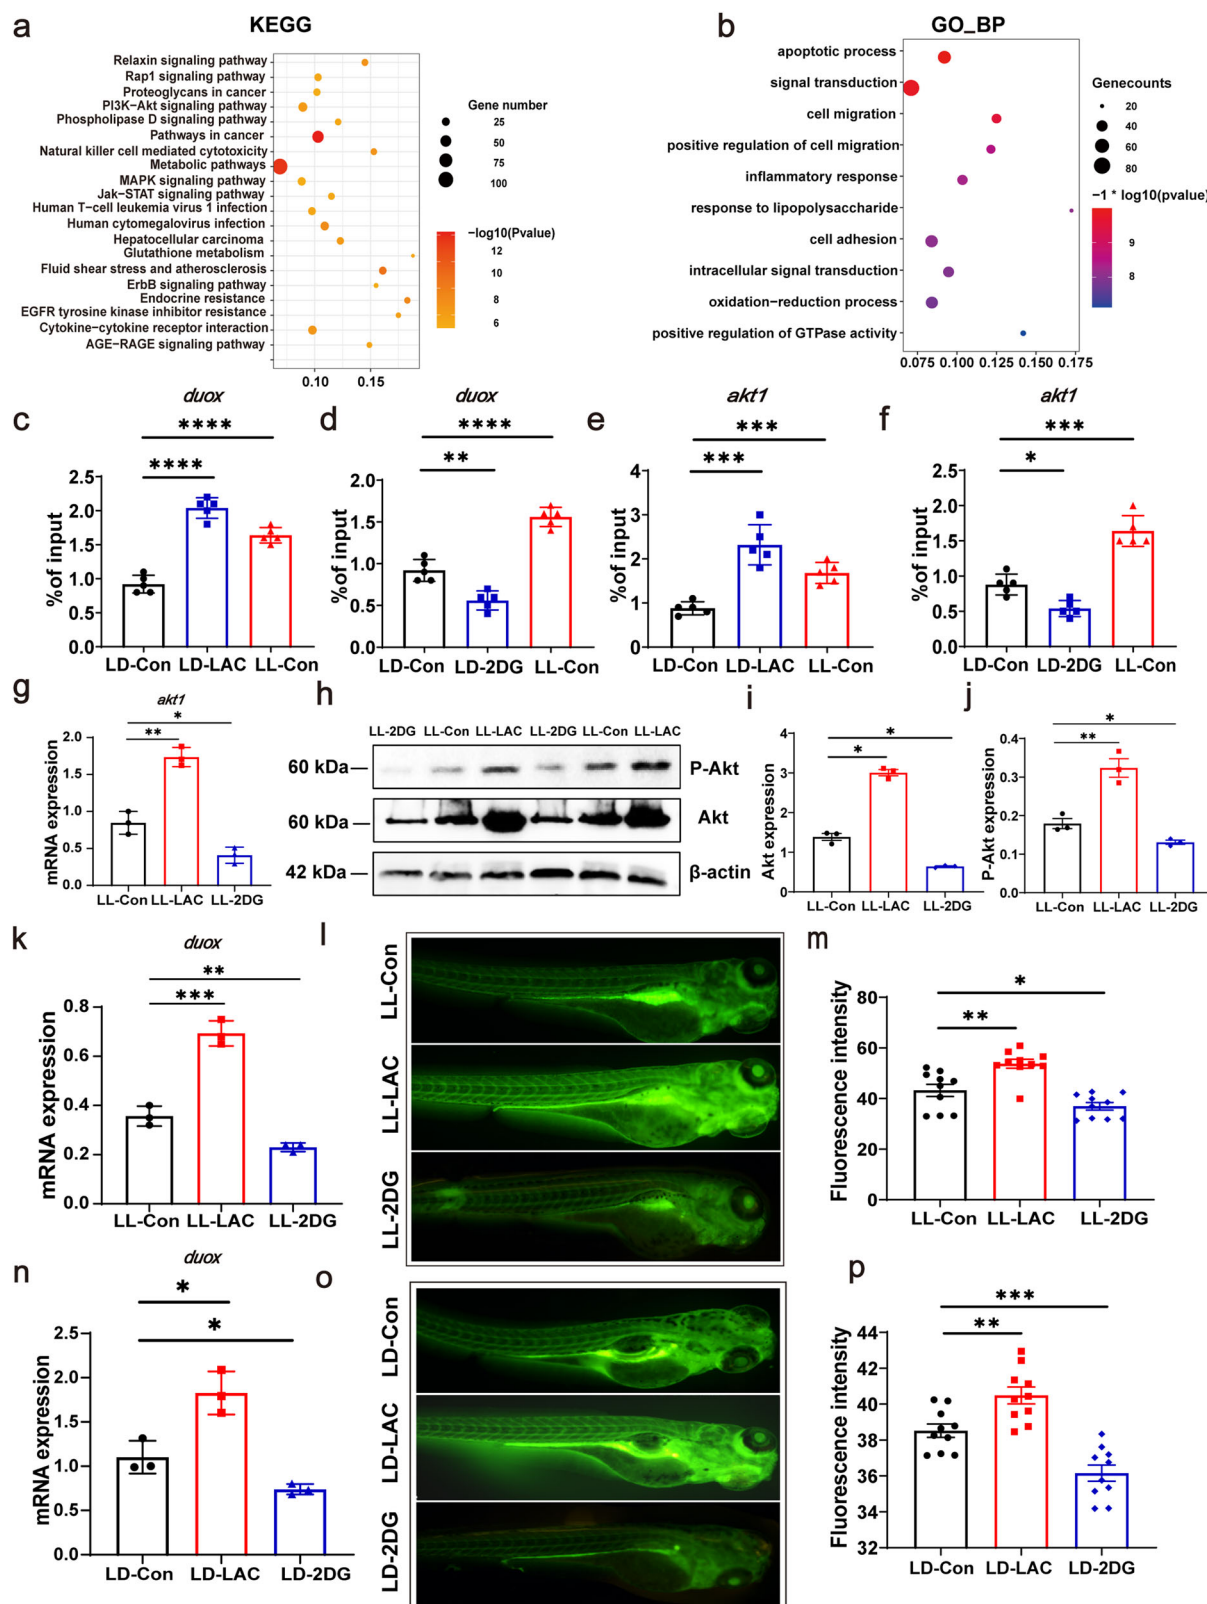 a
KEGG
Relaxin signaling pathway
Rap1 signaling pathway
Proteoglycans in cancer
PI3K−Akt signaling pathway
Phospholipase D signaling pathway
Pathways in cancer
Natural killer cell mediated cytotoxicity
Metabolic pathways
MAPK signaling pathway
Jak−STAT signaling pathway
Human T−cell leukemia virus 1 infection
Human cytomegalovirus infection
Hepatocellular carcinoma
Glutathione metabolism
Fluid shear stress and atherosclerosis
ErbB signaling pathway
Endocrine resistance
EGFR tyrosine kinase inhibitor resistance
Cytokine−cytokine receptor interaction
AGE−RAGE signaling pathway
0.10 0.15
Gene number
25
50
75
100
−log10(Pvalue)
12
10
8
6
b
GO_BP
apoptotic process
signal transduction
cell migration
positive regulation of cell migration
inflammatory response
response to lipopolysaccharide
cell adhesion
intracellular signal transduction
oxidation−reduction process
positive regulation of GTPase activity
0.075 0.100 0.125 0.150 0.175
Genecounts
20
40
60
80
−1 * log10(pvalue)
9
8
c
duox
****
****
%of input
2.5
2.0
1.5
1.0
0.5
0.0
LD-Con LD-LAC LL-Con
d
duox
****
**
%of input
2.0
1.5
1.0
0.5
0.0
LD-Con LD-2DG LL-Con
e
akt1
***
***
%of input
4
3
2
1
0
LD-Con LD-LAC LL-Con
f
akt1
***
*
%of input
2.5
2.0
1.5
1.0
0.5
0.0
LD-Con LD-2DG LL-Con
g
akt1
*
**
mRNA expression
2.0
1.5
1.0
0.5
0.0
LL-Con LL-LAC LL-2DG
h
LL-2DG LL-Con LL-LAC LL-2DG LL-Con LL-LAC
60 kDa P-Akt
60 kDa Akt
42 kDa β-actin
i
*
*
Akt expression
4
3
2
1
0
LL-Con LL-LAC LL-2DG
j
*
**
P-Akt expression
0.4
0.3
0.2
0.1
0.0
LL-Con LL-LAC LL-2DG
k
duox
**
***
mRNA expression
0.8
0.6
0.4
0.2
0.0
LL-Con LL-LAC LL-2DG
l
LL-Con
LL-LAC
LL-2DG
m
*
**
Fluorescence intensity
80
60
40
20
0
LL-Con LL-LAC LL-2DG
n
duox
*
*
mRNA expression
2.5
2.0
1.5
1.0
0.5
0.0
LD-Con LD-LAC LD-2DG
o
LD-Con
LD-LAC
LD-2DG
p
***
**
Fluorescence intensity
44
42
40
38
36
34
32
LD-Con LD-LAC LD-2DG